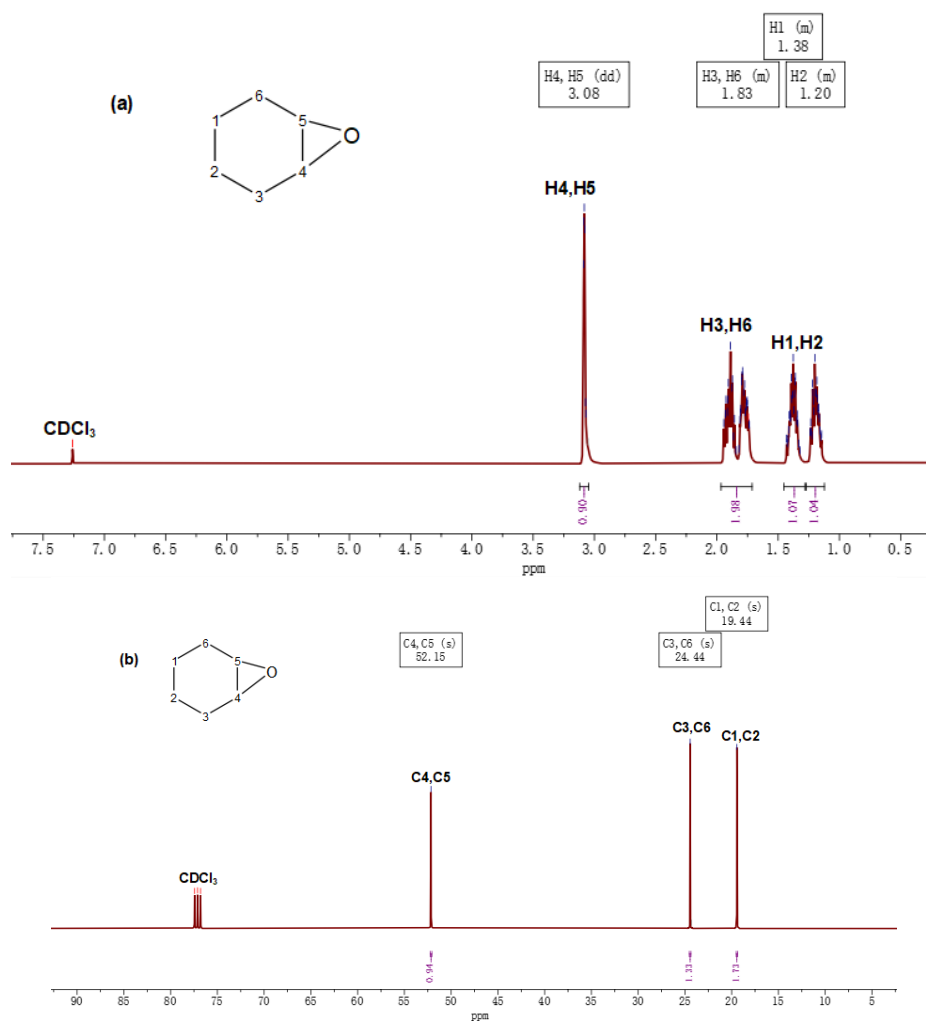 H1 (m)
1.38
H4, H5 (dd)
3.08
H3, H6 (m)
1.83
H2 (m)
1.20
(a)
6
1
5
O
2
4
3
H4,H5
H3,H6
H1,H2
CDCl3
0.90
1.98
1.07
1.04
7.5 7.0 6.5 6.0 5.5 5.0 4.5 4.0 3.5 3.0 2.5 2.0 1.5 1.0 0.5
ppm
C1, C2 (s)
19.44
C4, C5 (s)
52.15
C3, C6 (s)
24.44
(b)
6
1
5
O
2
4
3
C3,C6
C1,C2
C4,C5
CDCl3
0.94
1.33
1.73
90 85 80 75 70 65 60 55 50 45 40 35 30 25 20 15 10 5
ppm